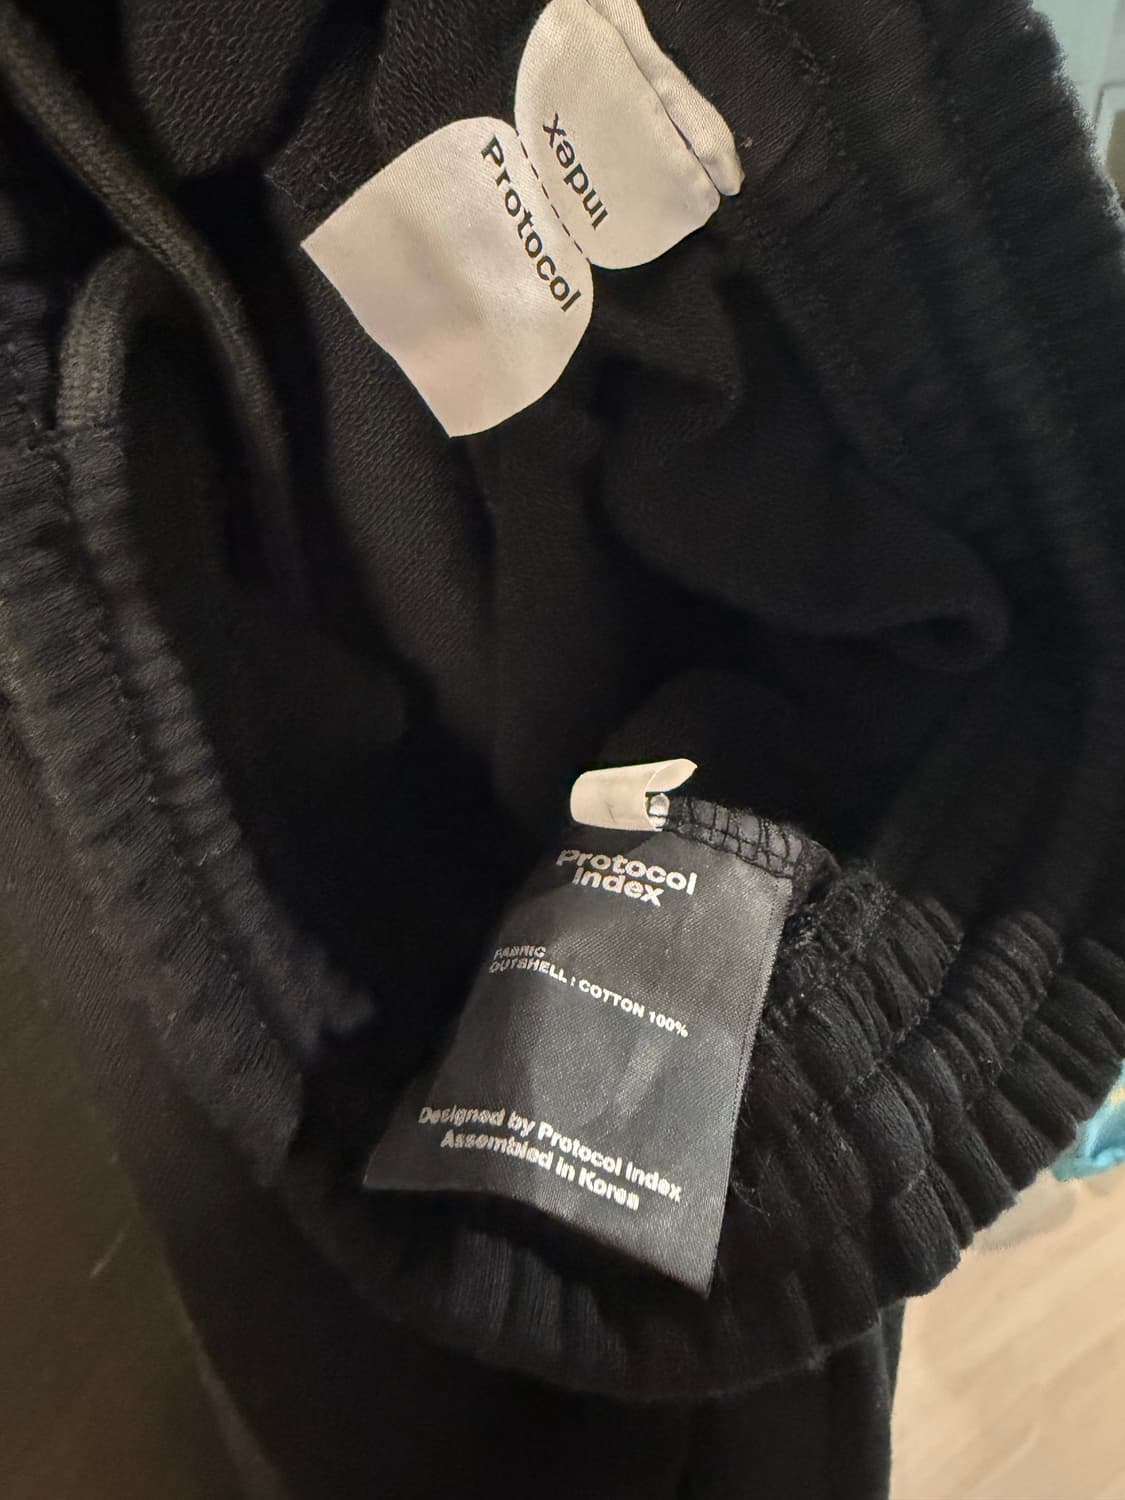 Index
Protocol
Protocol
Index
FABRIC
OUTSHELL : COTTON 100%
Designed by Protocol Index
Assembled in Korea